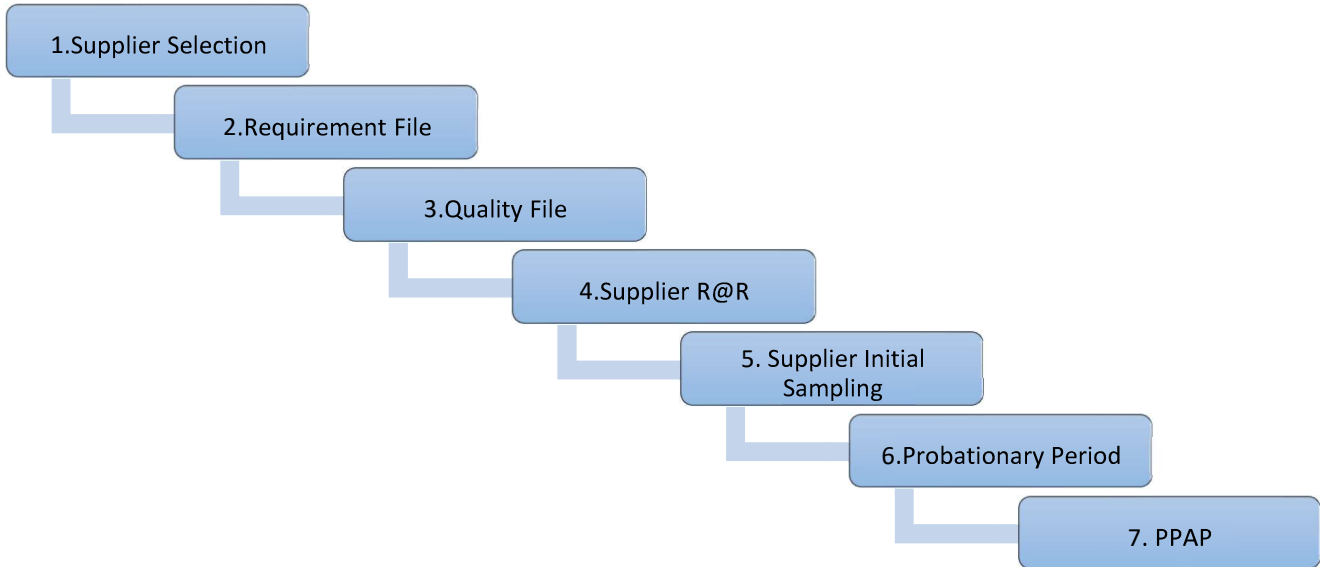 1.Supplier Selection
2.Requirement File
3.Quality File
4.Supplier R@R
5. Supplier Initial
Sampling
6.Probationary Period
7. PPAP